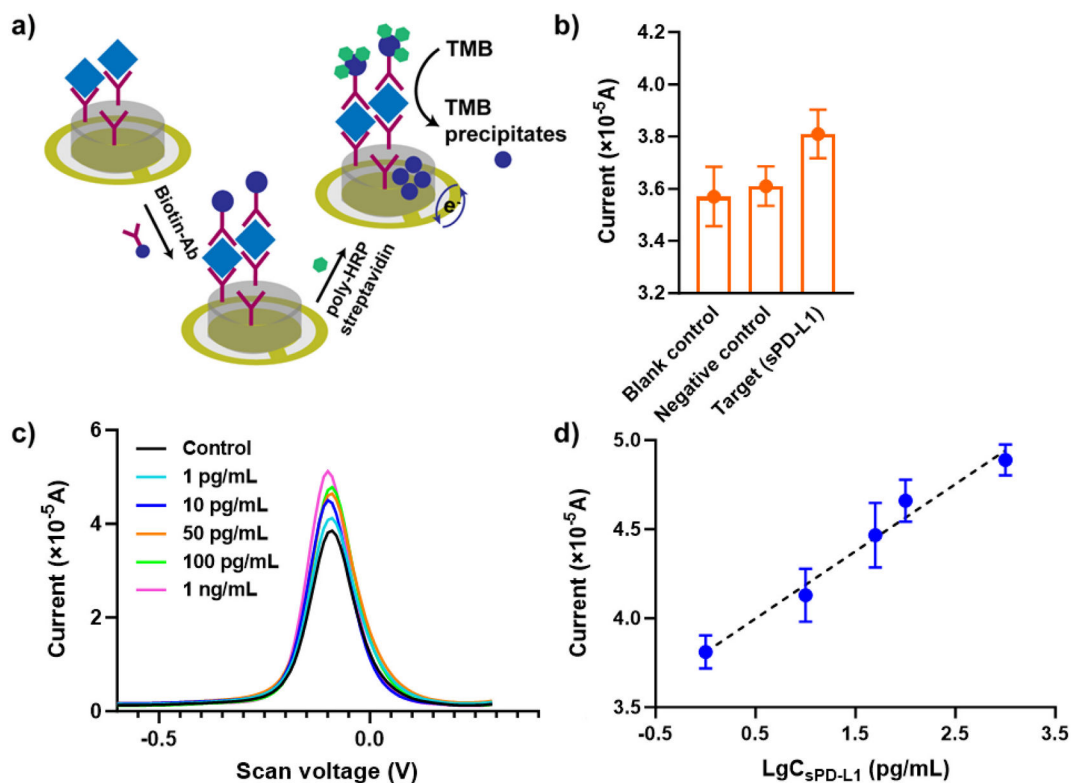 a)
Biotin-Ab
poly-HRP
streptavidin
TMB
TMB
precipitates
e-
b)
Current (×10-5A)
4.2
4.0
3.8
3.6
3.4
3.2
Blank control
Negative control
Target (sPD-L1)
c)
Current (×10-5A)
6
4
2
0
Control
1 pg/mL
10 pg/mL
50 pg/mL
100 pg/mL
1 ng/mL
-0.5
0.0
Scan voltage (V)
d)
Current (×10-5A)
5.0
4.5
4.0
3.5
-0.5
0.5
1.5
2.5
3.5
LgCsPD-L1 (pg/mL)